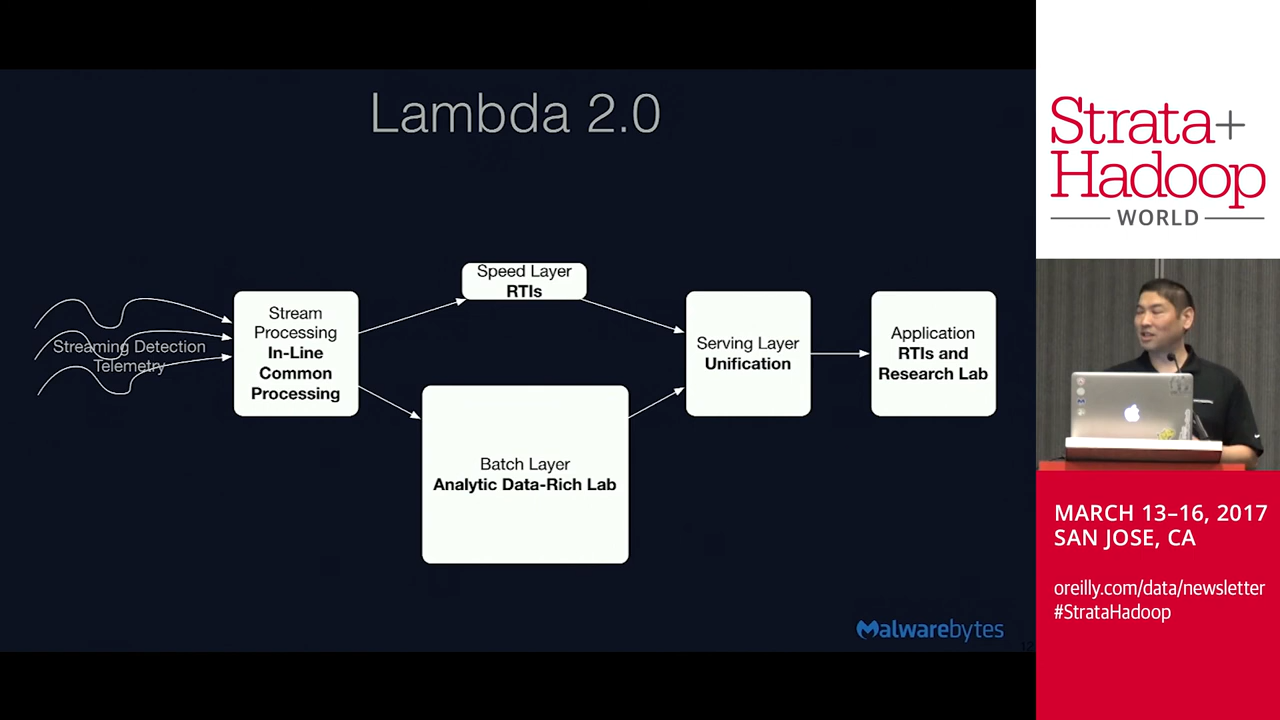 Lambda 2.0
Streaming Detection
Telemetry
Stream
Processing
In-Line
Common
Processing
Speed Layer
RTIs
Batch Layer
Analytic Data-Rich Lab
Serving Layer
Unification
Application
RTIs and
Research Lab
Malwarebytes
12
Strata+
Hadoop
WORLD
MARCH 13–16, 2017
SAN JOSE, CA
oreilly.com/data/newsletter
#StrataHadoop